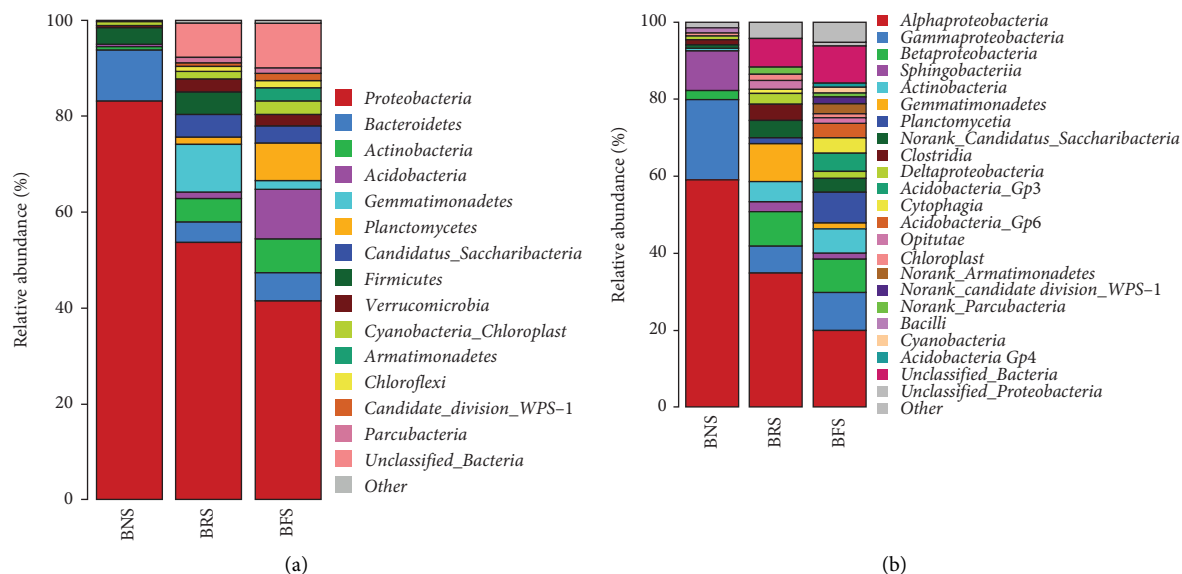 100
80
60
40
20
0
Relative abundance (%)
BNS
BRS
BFS
Proteobacteria
Bacteroidetes
Actinobacteria
Acidobacteria
Gemmatimonadetes
Planctomycetes
Candidatus_Saccharibacteria
Firmicutes
Verrucomicrobia
Cyanobacteria_Chloroplast
Armatimonadetes
Chloroflexi
Candidate_division_WPS–1
Parcubacteria
Unclassified_Bacteria
Other
(a)
100
80
60
40
20
0
Relative abundance (%)
BNS
BRS
BFS
Alphaproteobacteria
Gammaproteobacteria
Betaproteobacteria
Sphingobacteriia
Actinobacteria
Gemmatimonadetes
Planctomycetia
Norank_Candidatus_Saccharibacteria
Clostridia
Deltaproteobacteria
Acidobacteria_Gp3
Cytophagia
Acidobacteria_Gp6
Opitutae
Chloroplast
Norank_Armatimonadetes
Norank_candidate division_WPS–1
Norank_Parcubacteria
Bacilli
Cyanobacteria
Acidobacteria Gp4
Unclassified_Bacteria
Unclassified_Proteobacteria
Other
(b)